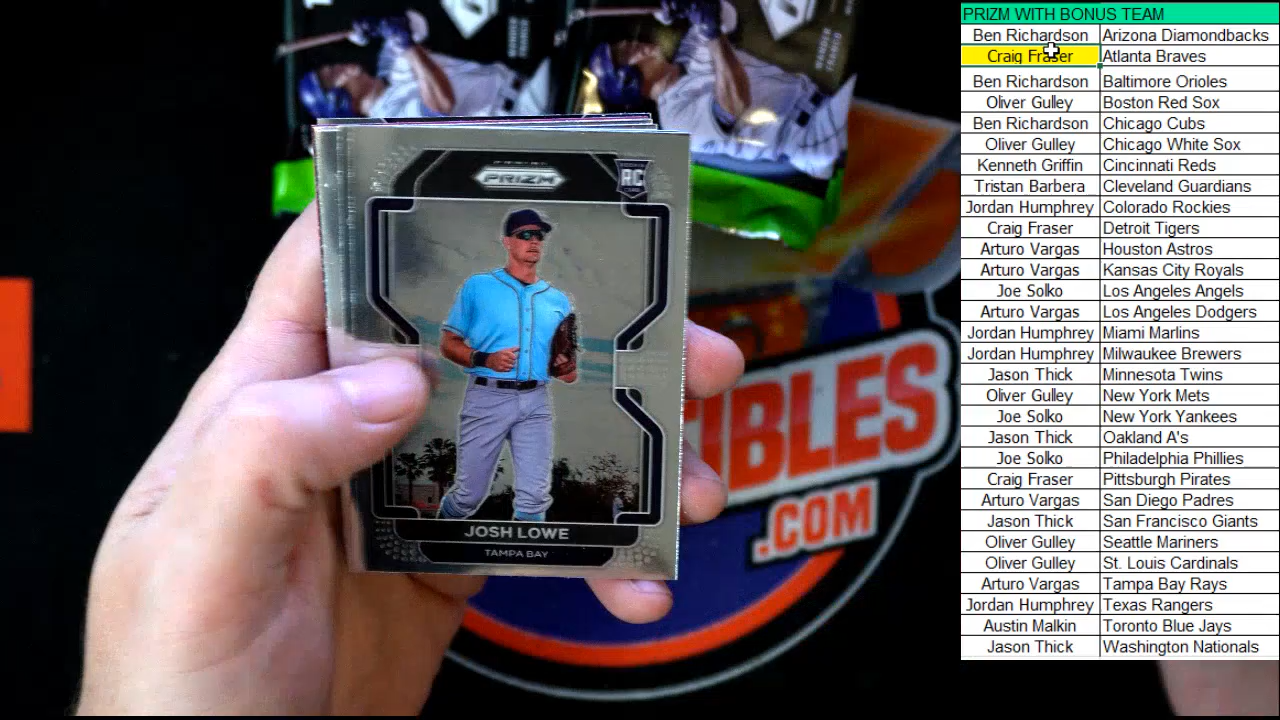 PRIZM
ROOKIE
RC
JOSH LOWE
TAMPA BAY
TIBLES
.COM
PRIZM WITH BONUS TEAM
Ben Richardson Arizona Diamondbacks
Craig Fraser Atlanta Braves
Ben Richardson Baltimore Orioles
Oliver Gulley Boston Red Sox
Ben Richardson Chicago Cubs
Oliver Gulley Chicago White Sox
Kenneth Griffin Cincinnati Reds
Tristan Barbera Cleveland Guardians
Jordan Humphrey Colorado Rockies
Craig Fraser Detroit Tigers
Arturo Vargas Houston Astros
Arturo Vargas Kansas City Royals
Joe Solko Los Angeles Angels
Arturo Vargas Los Angeles Dodgers
Jordan Humphrey Miami Marlins
Jordan Humphrey Milwaukee Brewers
Jason Thick Minnesota Twins
Oliver Gulley New York Mets
Joe Solko New York Yankees
Jason Thick Oakland A's
Joe Solko Philadelphia Phillies
Craig Fraser Pittsburgh Pirates
Arturo Vargas San Diego Padres
Jason Thick San Francisco Giants
Oliver Gulley Seattle Mariners
Oliver Gulley St. Louis Cardinals
Arturo Vargas Tampa Bay Rays
Jordan Humphrey Texas Rangers
Austin Malkin Toronto Blue Jays
Jason Thick Washington Nationals